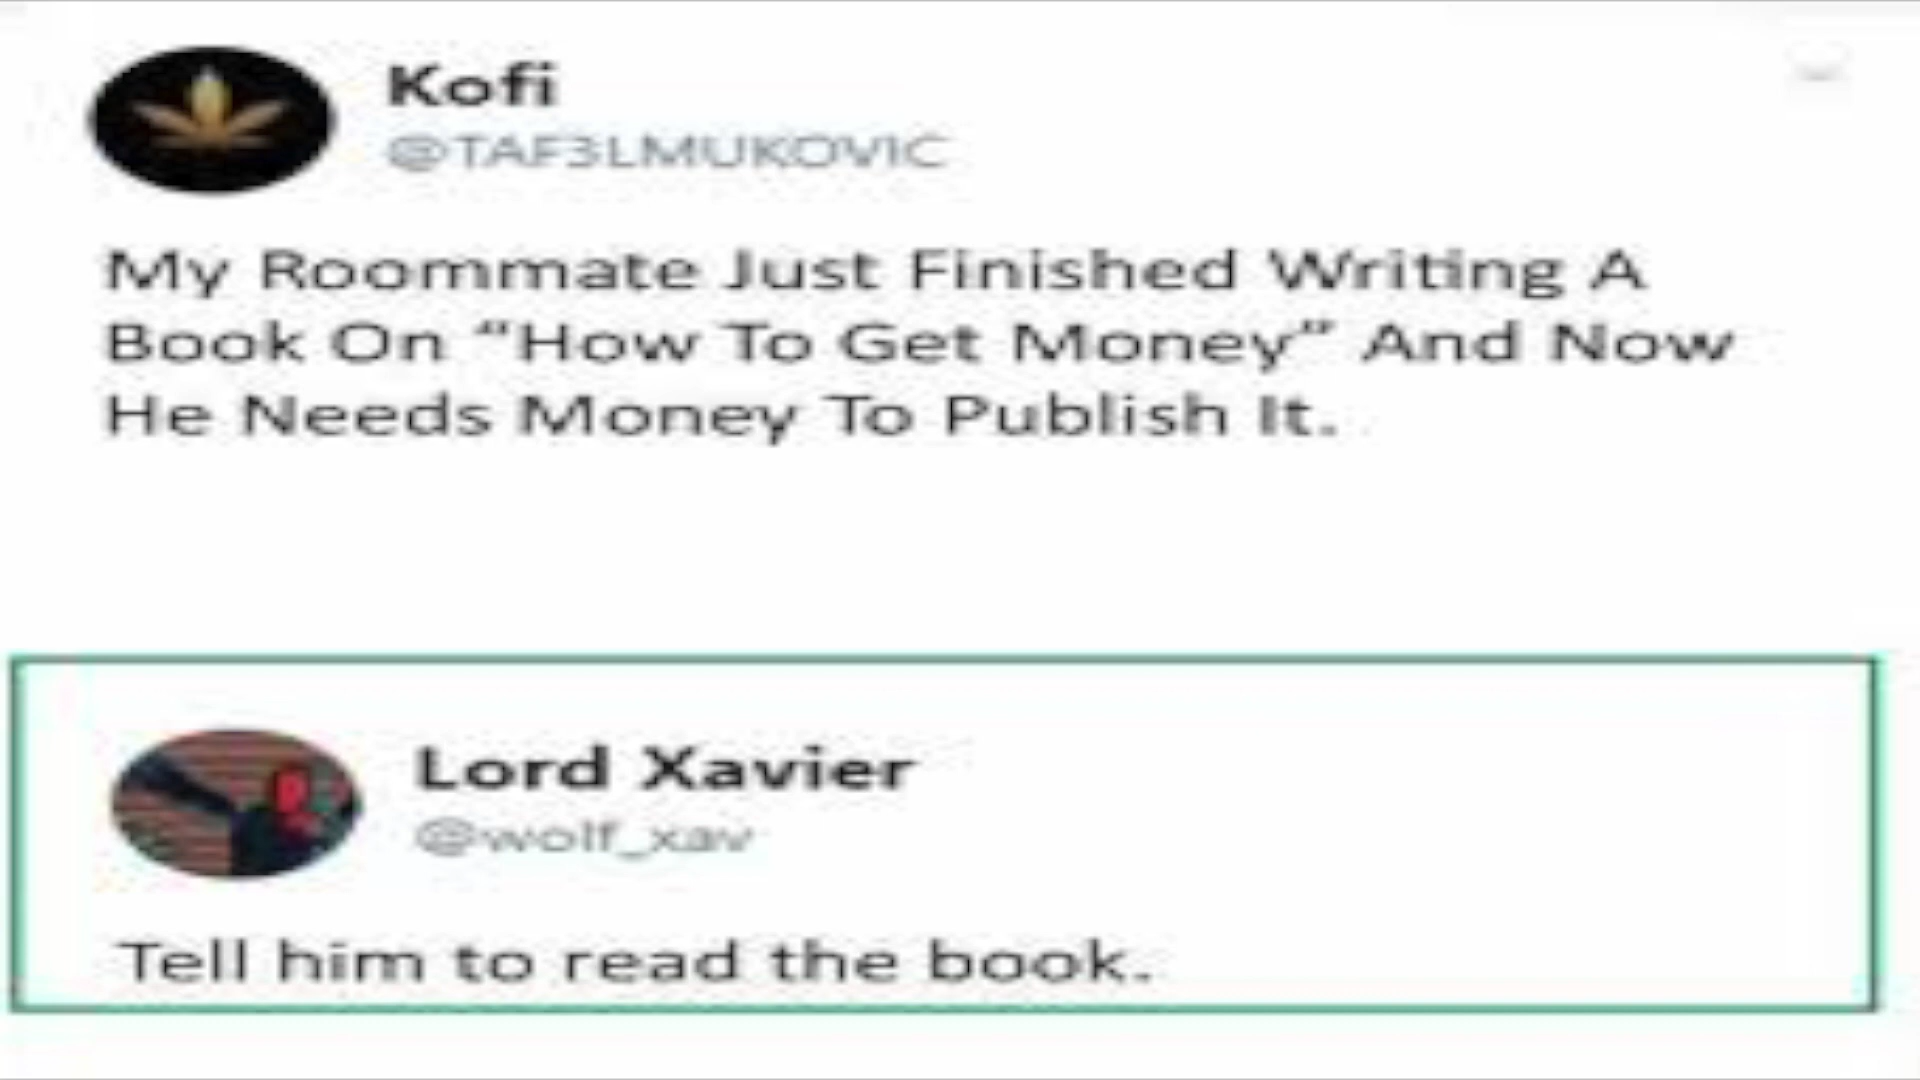 Kofi
@TAF3LMUKOVIC
My Roommate Just Finished Writing A
Book On “How To Get Money” And Now
He Needs Money To Publish It.
Lord Xavier
@wolf_xav
Tell him to read the book.